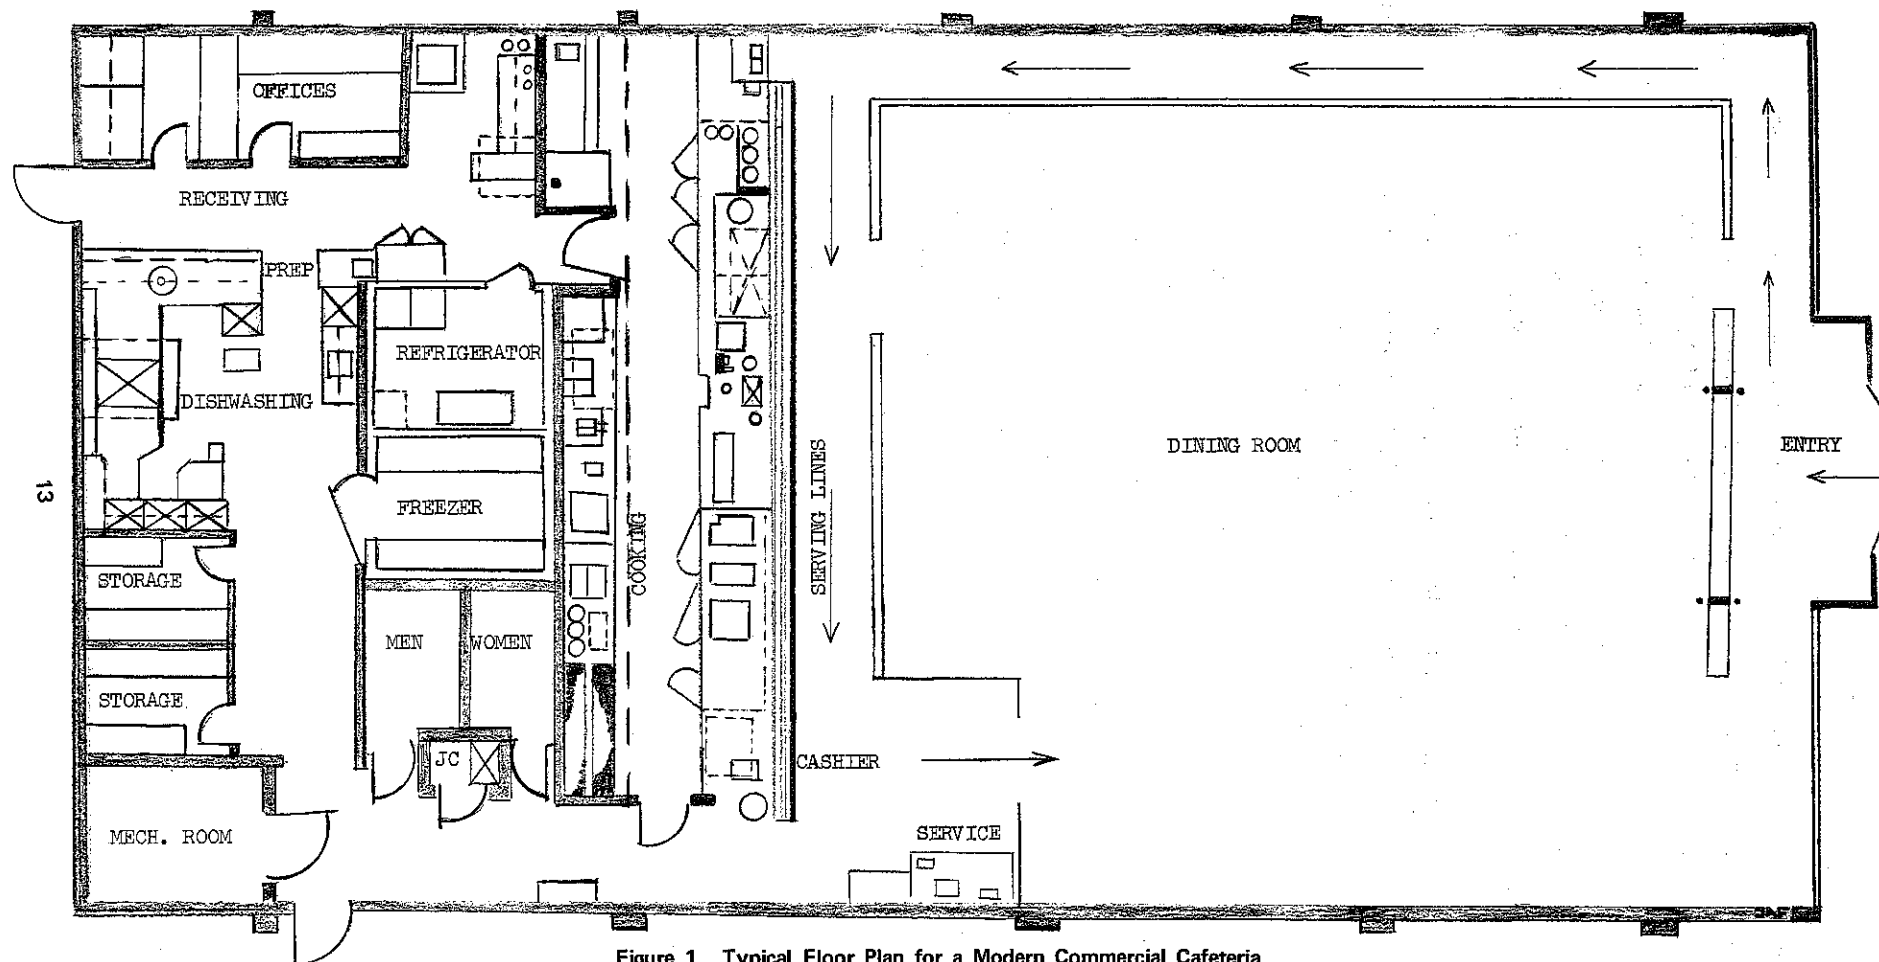 OFFICES
RECEIVING
PREP
REFRIGERATOR
DISHWASHING
FREEZER
STORAGE
STORAGE
MEN
WOMEN
JC
MECH. ROOM
COOKING
SERVING LINES
CASHIER
SERVICE
DINING ROOM
ENTRY
13
Figure 1 Typical Floor Plan for a Modern Commercial Cafeteria